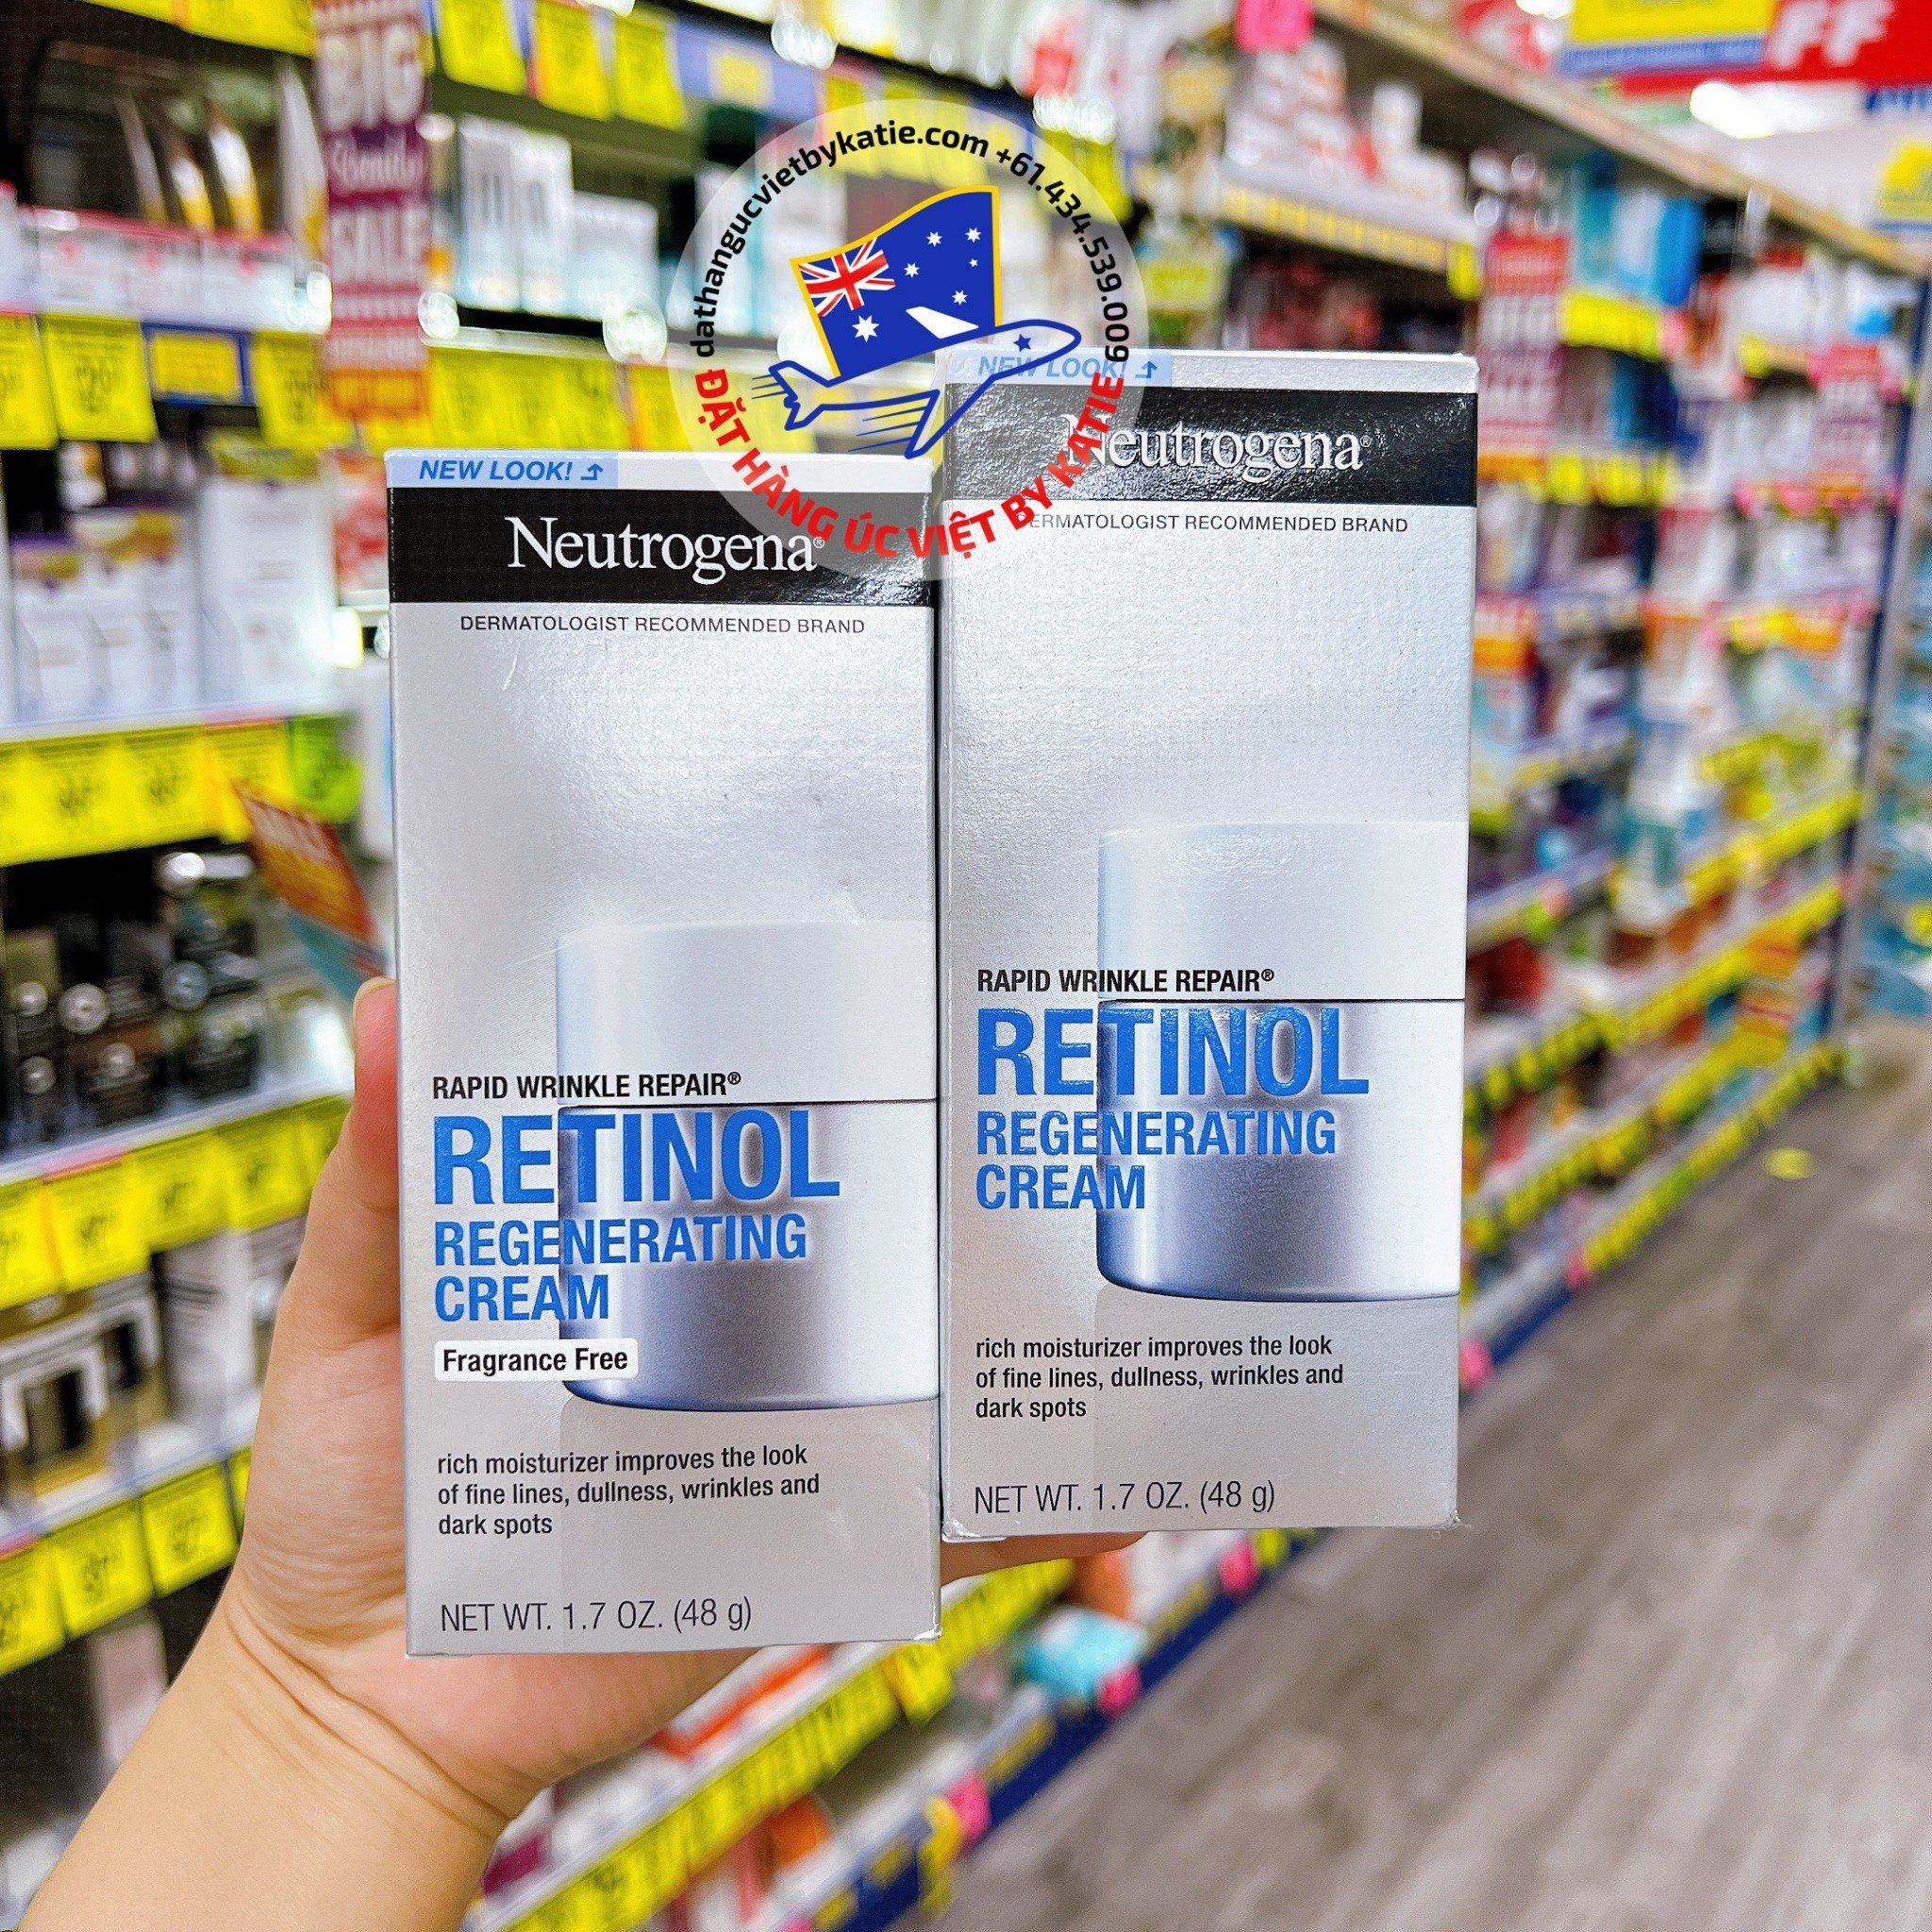 dathangucvietbykatie.com +61.434.539.009
ĐẶT HÀNG ÚC VIỆT BY KATIE
BIG
Family
SALE
FF
NEW LOOK!
Neutrogena®
DERMATOLOGIST RECOMMENDED BRAND
RAPID WRINKLE REPAIR®
RETINOL
REGENERATING
CREAM
Fragrance Free
rich moisturizer improves the look
of fine lines, dullness, wrinkles and
dark spots
NET WT. 1.7 OZ. (48 g)
NEW LOOK!
Neutrogena®
DERMATOLOGIST RECOMMENDED BRAND
RAPID WRINKLE REPAIR®
RETINOL
REGENERATING
CREAM
rich moisturizer improves the look
of fine lines, dullness, wrinkles and
dark spots
NET WT. 1.7 OZ. (48 g)